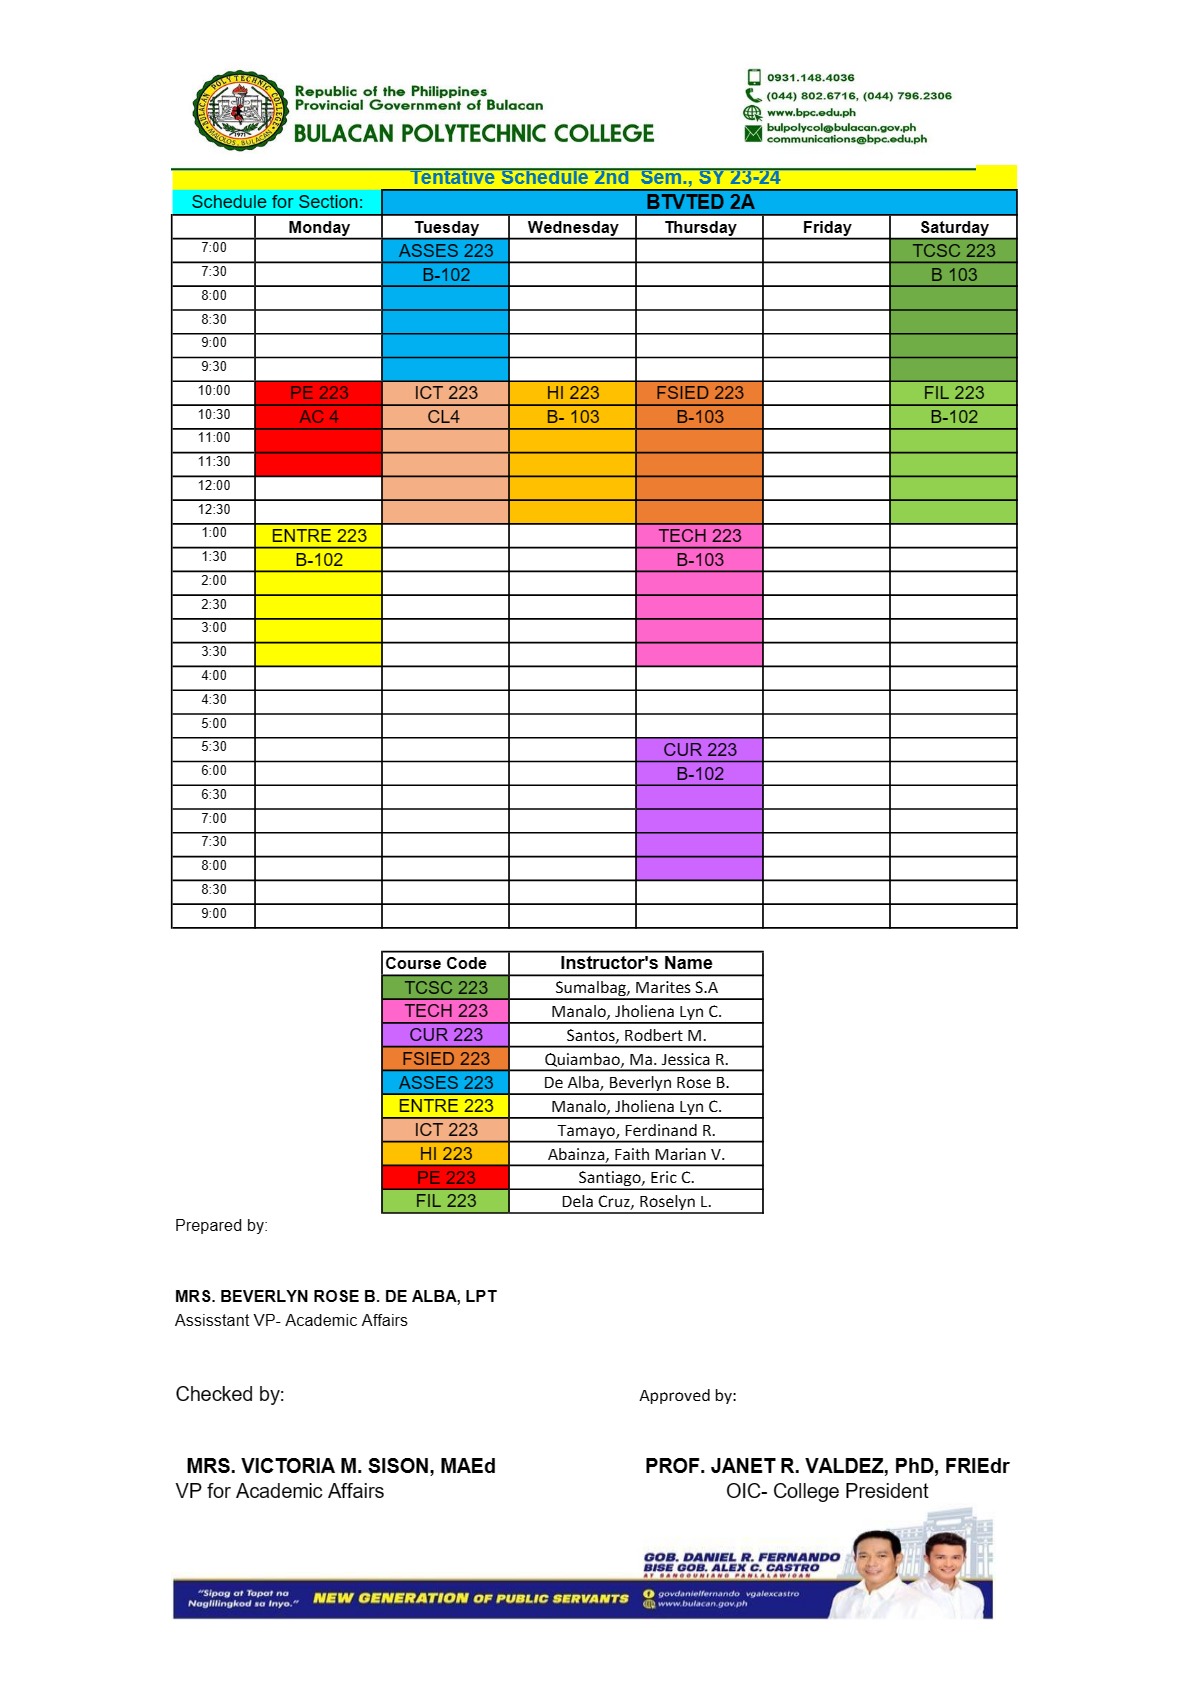 BULACAN POLYTECHNIC COLLEGE
1971
MALOLOS, BULACAN
Republic of the Philippines
Provincial Government of Bulacan
BULACAN POLYTECHNIC COLLEGE
0931.148.4036
(044) 802.6716, (044) 796.2306
www.bpc.edu.ph
bulpolycol@bulacan.gov.ph
communications@bpc.edu.ph
Tentative Schedule 2nd Sem., SY 23-24
Schedule for Section: BTVTED 2A
Monday Tuesday Wednesday Thursday Friday Saturday
7:00 ASSES 223 TCSC 223
7:30 B-102 B 103
8:00
8:30
9:00
9:30
10:00 PE 223 ICT 223 HI 223 FSIED 223 FIL 223
10:30 AC 4 CL4 B- 103 B-103 B-102
11:00
11:30
12:00
12:30
1:00 ENTRE 223 TECH 223
1:30 B-102 B-103
2:00
2:30
3:00
3:30
4:00
4:30
5:00
5:30 CUR 223
6:00 B-102
6:30
7:00
7:30
8:00
8:30
9:00
Course Code Instructor's Name
TCSC 223 Sumalbag, Marites S.A
TECH 223 Manalo, Jholiena Lyn C.
CUR 223 Santos, Rodbert M.
FSIED 223 Quiambao, Ma. Jessica R.
ASSES 223 De Alba, Beverlyn Rose B.
ENTRE 223 Manalo, Jholiena Lyn C.
ICT 223 Tamayo, Ferdinand R.
HI 223 Abainza, Faith Marian V.
PE 223 Santiago, Eric C.
FIL 223 Dela Cruz, Roselyn L.
Prepared by:
MRS. BEVERLYN ROSE B. DE ALBA, LPT
Assisstant VP- Academic Affairs
Checked by: Approved by:
MRS. VICTORIA M. SISON, MAEd PROF. JANET R. VALDEZ, PhD, FRIEdr
VP for Academic Affairs OIC- College President
GOB. DANIEL R. FERNANDO
BISE GOB. ALEX C. CASTRO
AT SANGGUNIANG PANLALAWIGAN
"Sipag at Tapat na
Naglilingkod sa Inyo."
NEW GENERATION OF PUBLIC SERVANTS
govdanielfernando vgalexcastro
www.bulacan.gov.ph